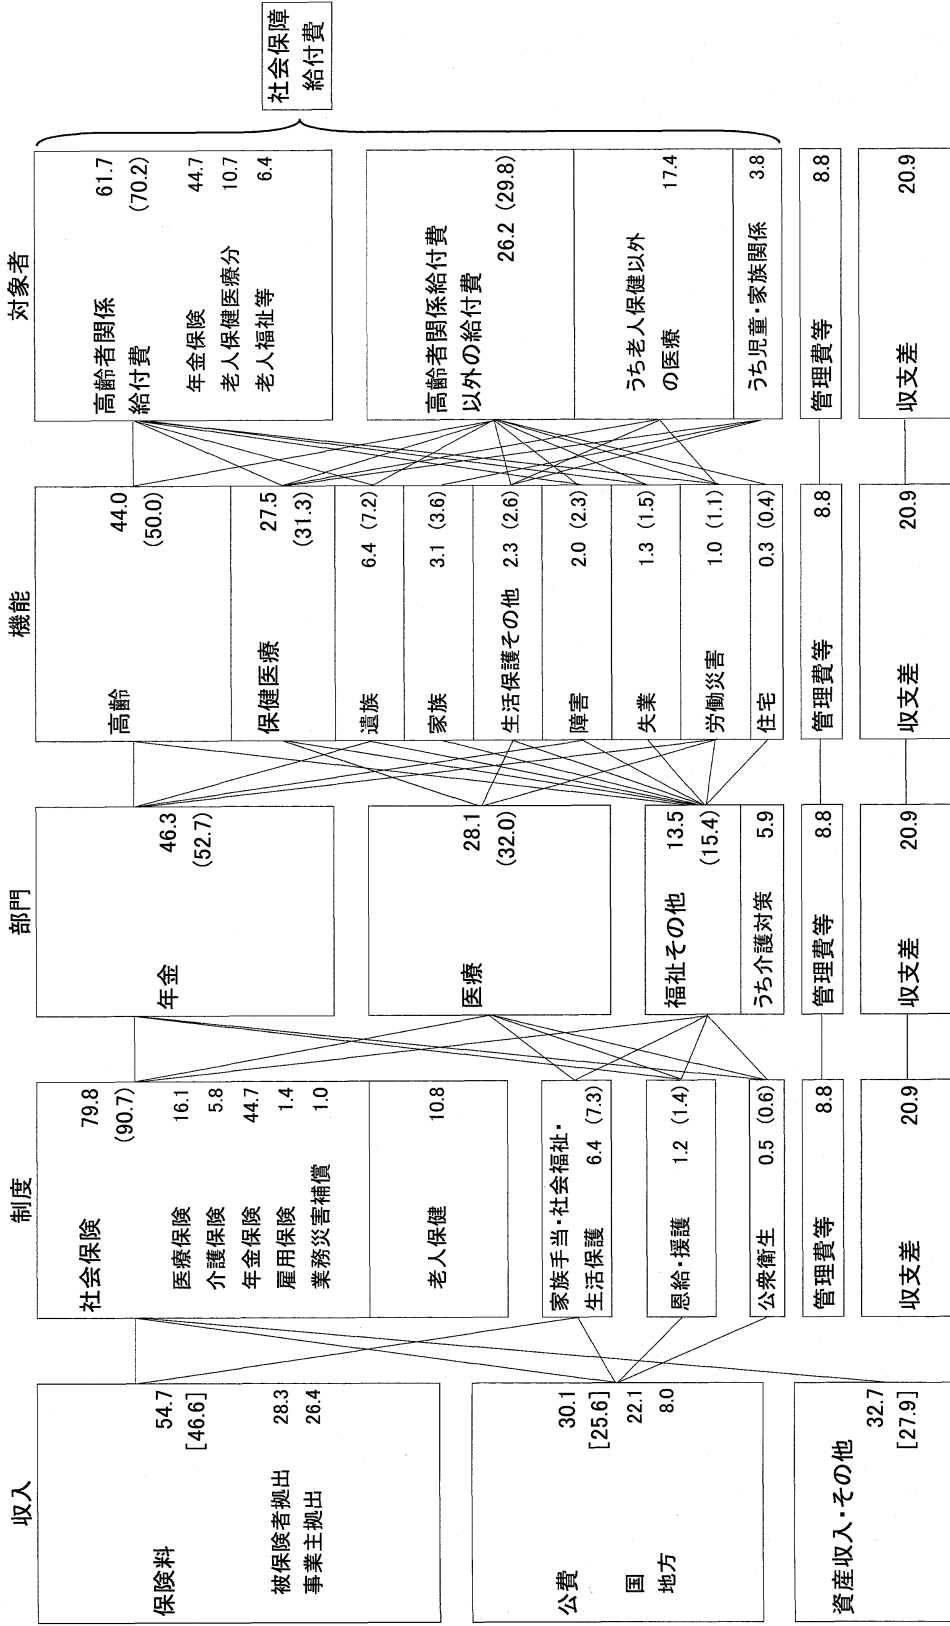 収入
保険料
54.7
[46.6]
被保険者拠出 28.3
事業主拠出 26.4
公費
30.1
[25.6]
国 22.1
地方 8.0
資産収入・その他
32.7
[27.9]
制度
社会保険 79.8
(90.7)
医療保険 16.1
介護保険 5.8
年金保険 44.7
雇用保険 1.4
業務災害補償 1.0
老人保健 10.8
家族手当・社会福祉・
生活保護 6.4 (7.3)
恩給・援護 1.2 (1.4)
公衆衛生 0.5 (0.6)
管理費等 8.8
収支差 20.9
部門
年金 46.3
(52.7)
医療 28.1
(32.0)
福祉その他 13.5
(15.4)
うち介護対策 5.9
管理費等 8.8
収支差 20.9
機能
高齢 44.0
(50.0)
保健医療 27.5
(31.3)
遺族 6.4 (7.2)
家族 3.1 (3.6)
生活保護その他 2.3 (2.6)
障害 2.0 (2.3)
失業 1.3 (1.5)
労働災害 1.0 (1.1)
住宅 0.3 (0.4)
管理費等 8.8
収支差 20.9
対象者
高齢者関係 61.7
給付費 (70.2)
年金保険 44.7
老人保健医療分 10.7
老人福祉等 6.4
高齢者関係給付費
以外の給付費
26.2 (29.8)
うち老人保健以外
の医療 17.4
うち児童・家族関係 3.8
管理費等 8.8
収支差 20.9
社会保障
給付費